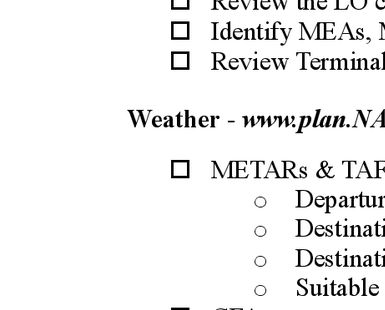 Review the LO c
Identify MEAs,
Review Terminal
Weather - www.plan.NA
METARs & TAF
Departur
Destinati
Destinati
Suitable